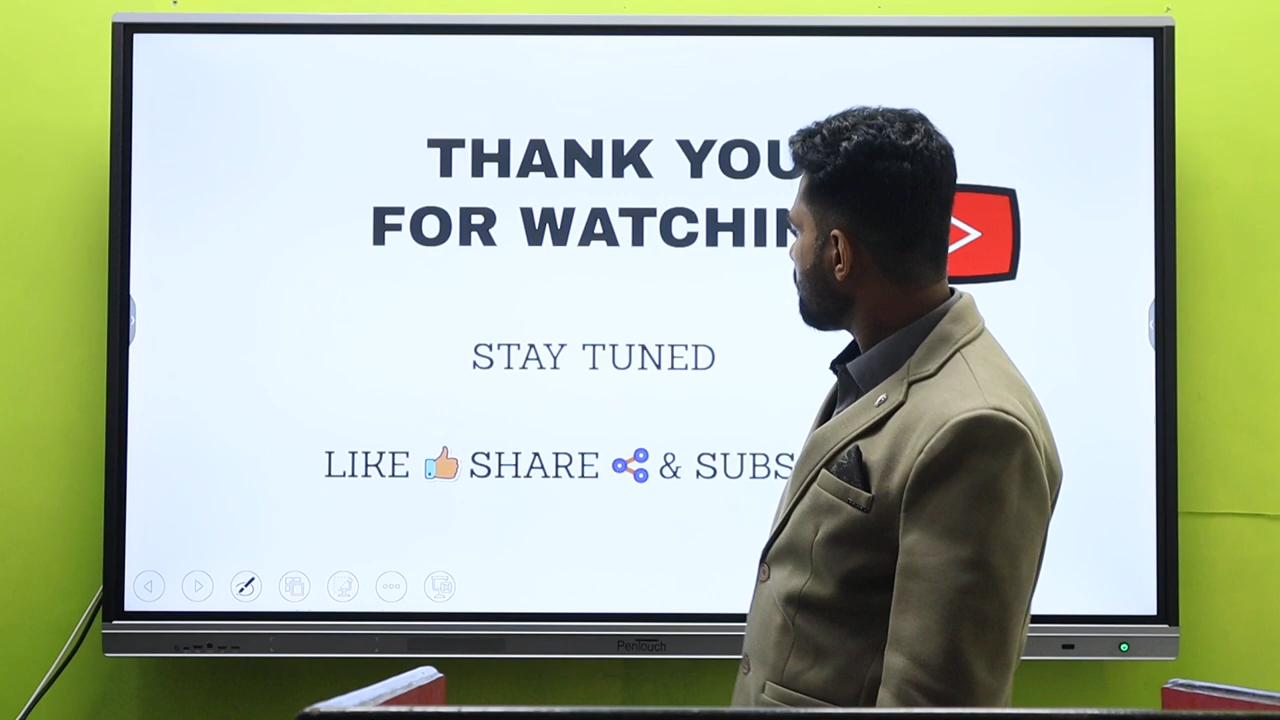 THANK YOU
FOR WATCHIN
STAY TUNED
LIKE SHARE & SUBS
PenTouch